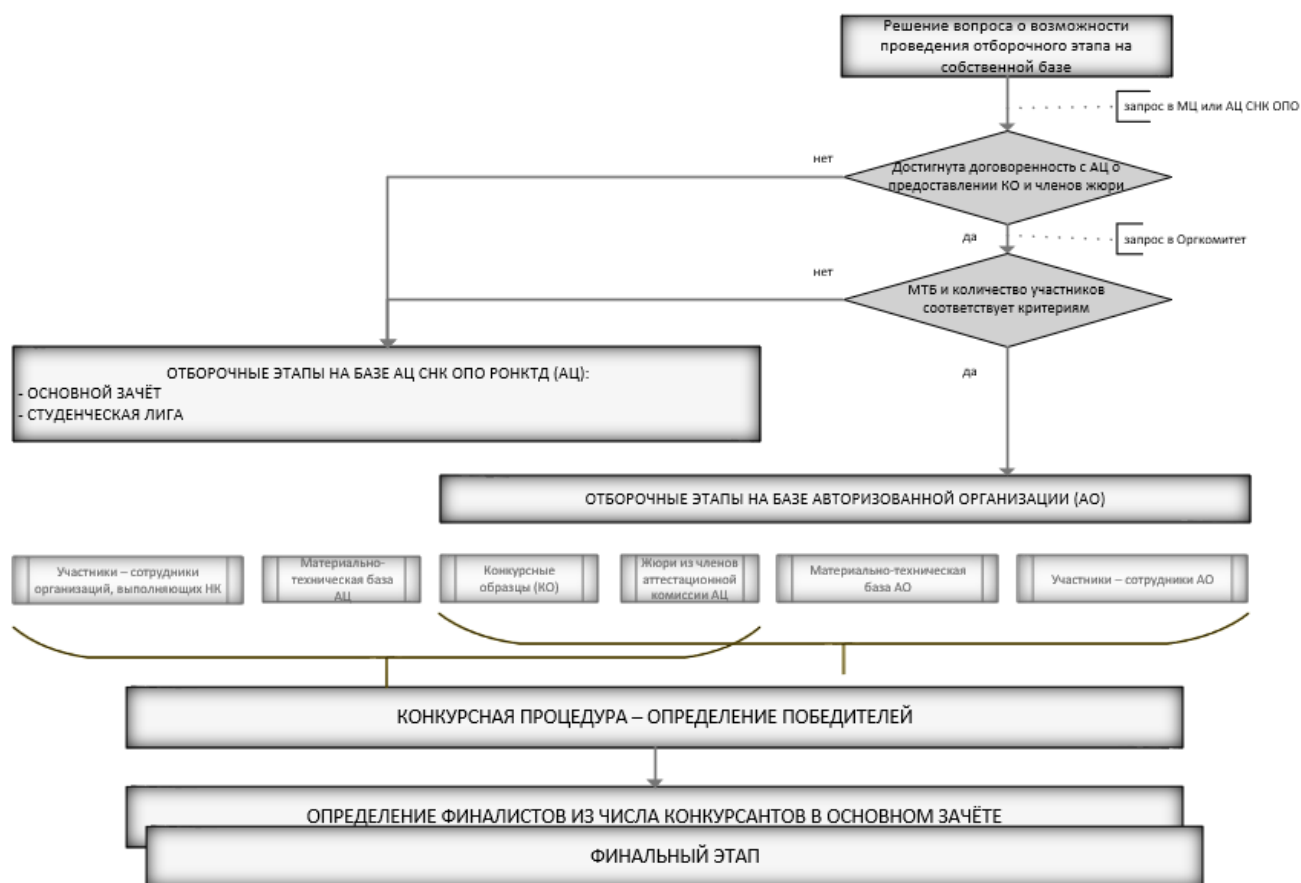 Решение вопроса о возможности
проведения отборочного этапа на
собственной базе
запрос в МЦ или АЦ СНК ОПО
нет
Достигнута договоренность с АЦ о
предоставлении КО и членов жюри
да
запрос в Оргкомитет
нет
МТБ и количество участников
соответствует критериям
да
ОТБОРОЧНЫЕ ЭТАПЫ НА БАЗЕ АЦ СНК ОПО РОНКТД (АЦ):
- ОСНОВНОЙ ЗАЧЁТ
- СТУДЕНЧЕСКАЯ ЛИГА
ОТБОРОЧНЫЕ ЭТАПЫ НА БАЗЕ АВТОРИЗОВАННОЙ ОРГАНИЗАЦИИ (АО)
Участники – сотрудники
организаций, выполняющих НК
Материально-
техническая база
АЦ
Конкурсные
образцы (КО)
Жюри из членов
аттестационной
комиссии АЦ
Материально-техническая
база АО
Участники – сотрудники АО
КОНКУРСНАЯ ПРОЦЕДУРА – ОПРЕДЕЛЕНИЕ ПОБЕДИТЕЛЕЙ
ОПРЕДЕЛЕНИЕ ФИНАЛИСТОВ ИЗ ЧИСЛА КОНКУРСАНТОВ В ОСНОВНОМ ЗАЧЁТЕ
ФИНАЛЬНЫЙ ЭТАП